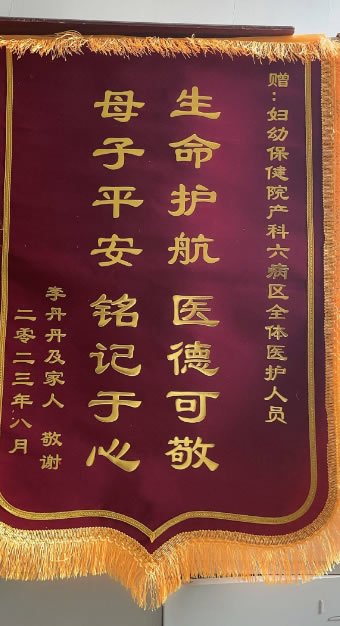 赠：妇幼保健院产科六病区全体医护人员
生命护航 医德可敬
母子平安 铭记于心
李丹丹及家人 敬谢
二零二三年八月